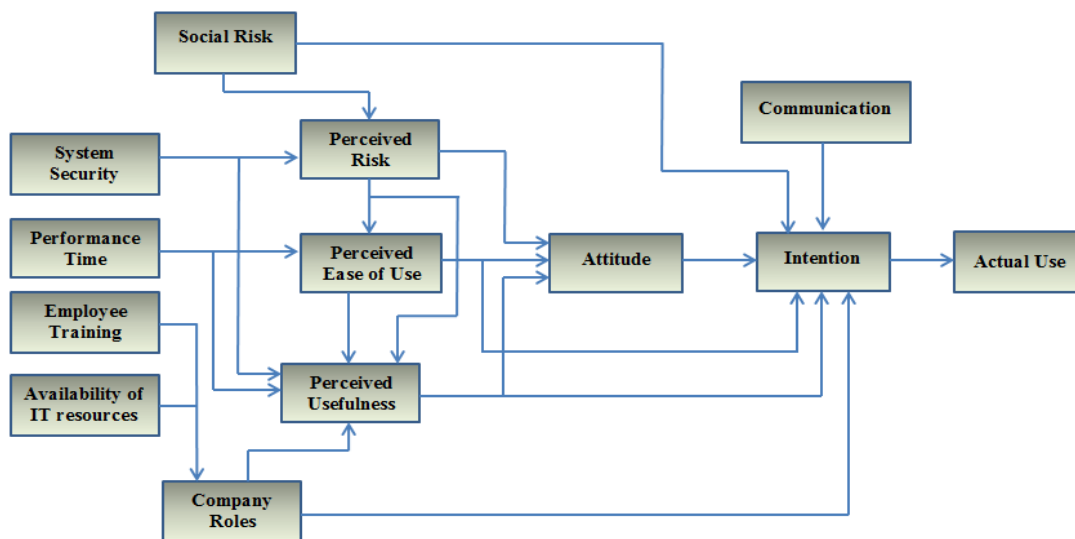 Social Risk
Communication
Perceived
Risk
System
Security
Performance
Time
Perceived
Ease of Use
Attitude
Intention
Actual Use
Employee
Training
Perceived
Usefulness
Availability of
IT resources
Company
Roles